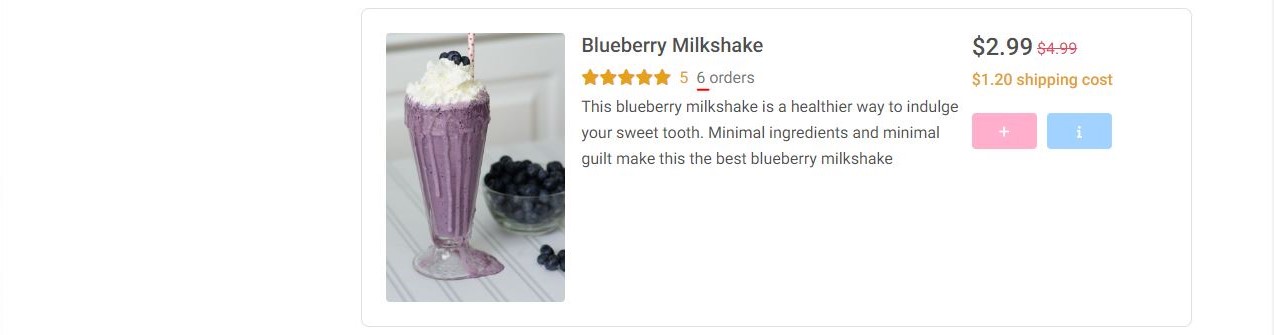 Blueberry Milkshake
5 6 orders
This blueberry milkshake is a healthier way to indulge
your sweet tooth. Minimal ingredients and minimal
guilt make this the best blueberry milkshake
$2.99 $4.99
$1.20 shipping cost
+ i